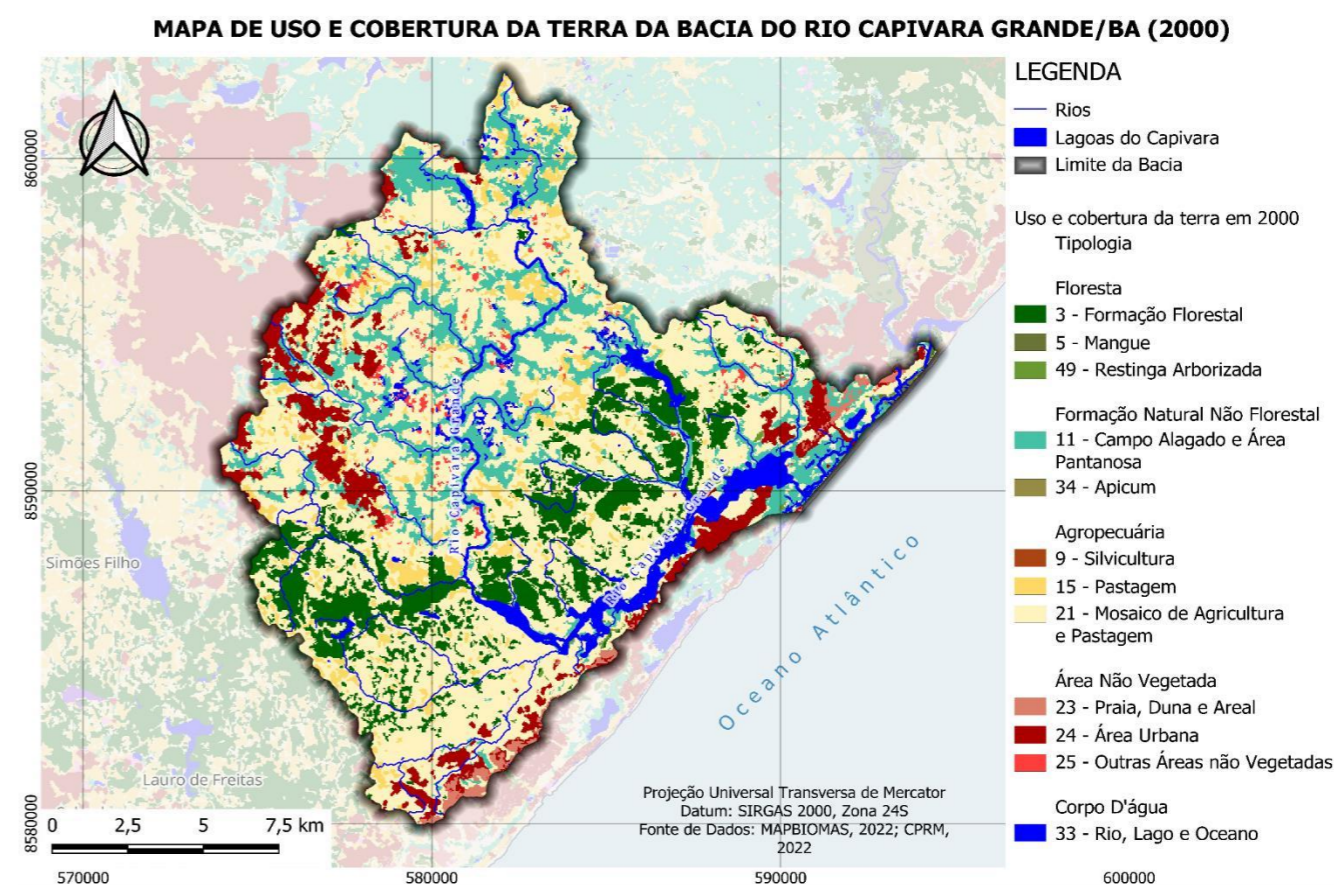 MAPA DE USO E COBERTURA DA TERRA DA BACIA DO RIO CAPIVARA GRANDE/BA (2000)
LEGENDA
Rios
Lagoas do Capivara
Limite da Bacia
Uso e cobertura da terra em 2000
Tipologia
Floresta
3 - Formação Florestal
5 - Mangue
49 - Restinga Arborizada
Formação Natural Não Florestal
11 - Campo Alagado e Área
Pantanosa
34 - Apicum
Agropecuária
9 - Silvicultura
15 - Pastagem
21 - Mosaico de Agricultura
e Pastagem
Área Não Vegetada
23 - Praia, Duna e Areal
24 - Área Urbana
25 - Outras Áreas não Vegetadas
Corpo D'água
33 - Rio, Lago e Oceano
8600000
8590000
8580000
Rio Capivara Grande
Rio Capivara Grande
Simões Filho
Lauro de Freitas
Oceano Atlântico
Projeção Universal Transversa de Mercator
Datum: SIRGAS 2000, Zona 24S
Fonte de Dados: MAPBIOMAS, 2022; CPRM,
2022
0 2,5 5 7,5 km
570000 580000 590000 600000